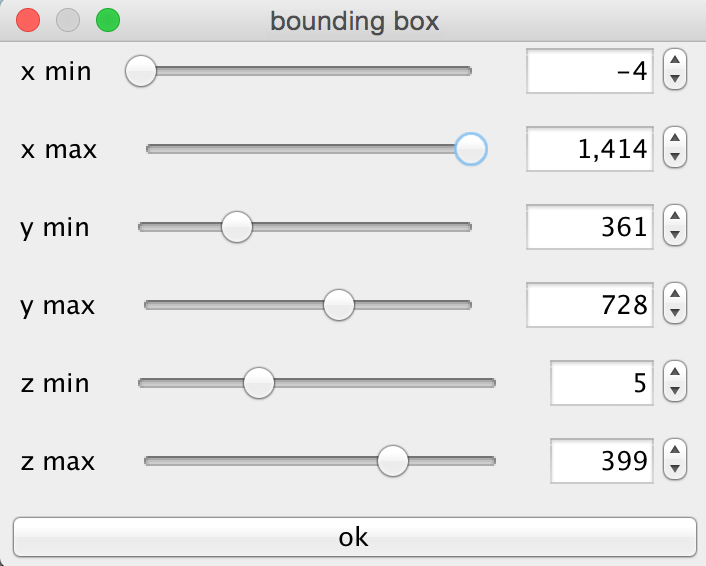 bounding box
x min -4
x max 1,414
y min 361
y max 728
z min 5
z max 399
ok